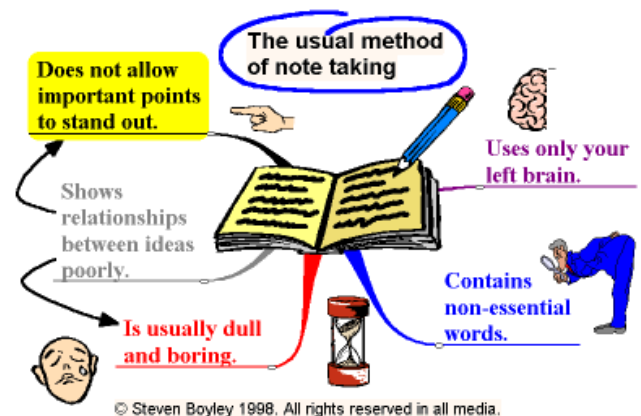 The usual method
of note taking
Does not allow
important points
to stand out.
Uses only your
left brain.
Shows
relationships
between ideas
poorly.
Contains
non-essential
words.
Is usually dull
and boring.
© Steven Boyley 1998. All rights reserved in all media.